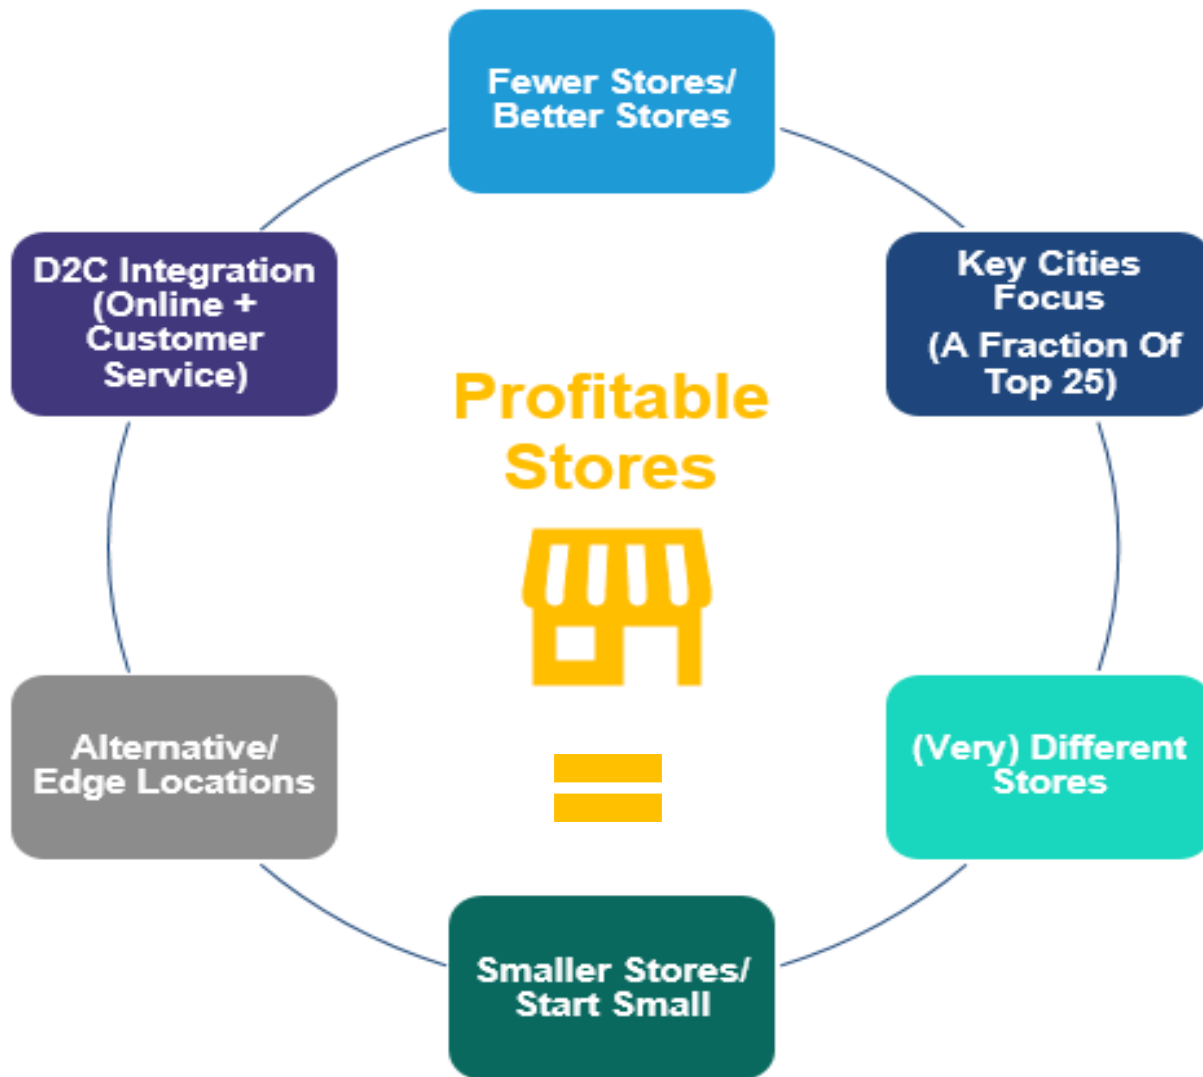 Fewer Stores/
Better Stores
Key Cities
Focus
(A Fraction Of
Top 25)
(Very) Different
Stores
Smaller Stores/
Start Small
Alternative/
Edge Locations
D2C Integration
(Online +
Customer
Service)
Profitable
Stores
=